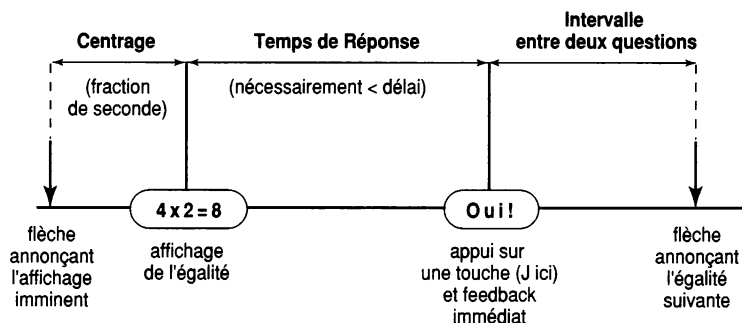 Centrage
Temps de Réponse
Intervalle
entre deux questions
(fraction
de seconde)
(nécessairement < délai)
4 x 2 = 8
Oui!
flèche
annonçant
l'affichage
imminent
affichage
de l'égalité
appui sur
une touche (J ici)
et feedback
immédiat
flèche
annonçant
l'égalité
suivante